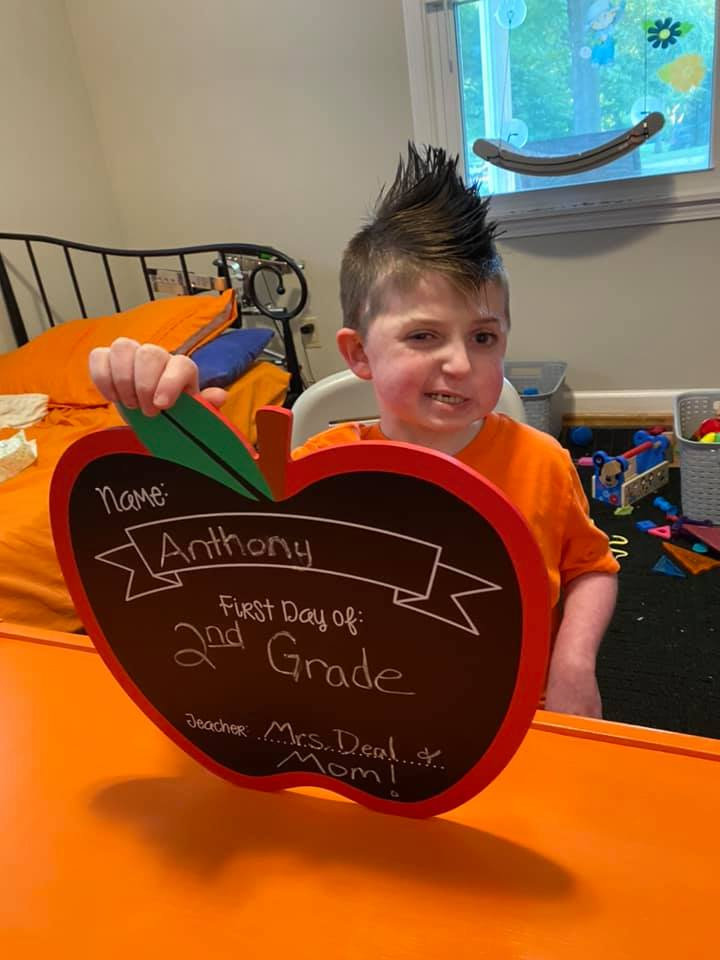 Name:
Anthony
First Day of:
2nd Grade
Teacher: Mrs. Deal &
Mom!